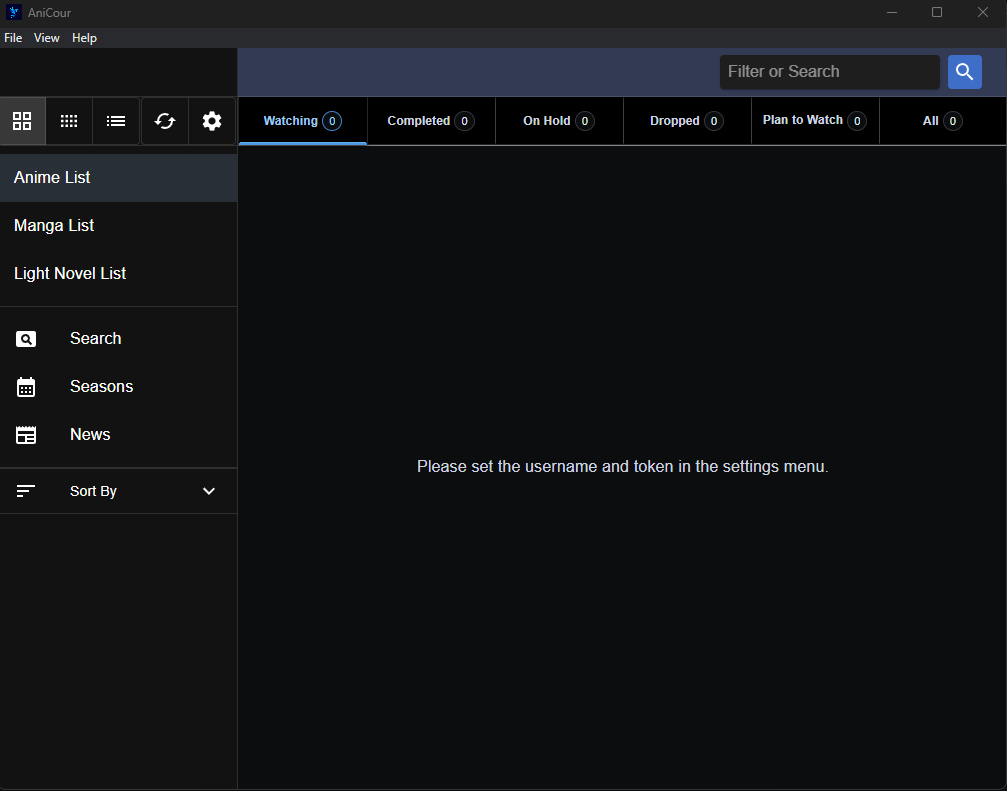 AniCour
File View Help
Filter or Search
Watching 0 Completed 0 On Hold 0 Dropped 0 Plan to Watch 0 All 0
Anime List
Manga List
Light Novel List
Search
Seasons
News
Please set the username and token in the settings menu.
Sort By